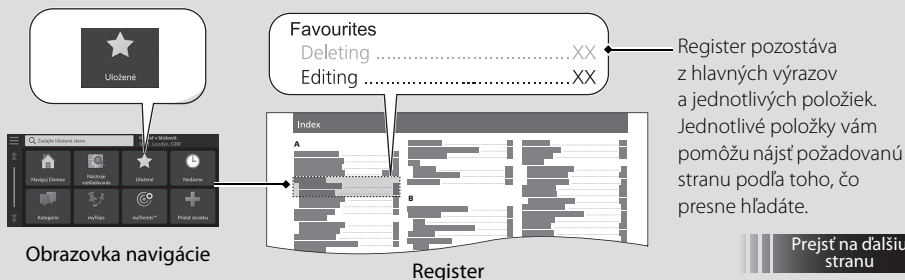 Uložené
Favourites
Deleting ..............................XX
Editing ..............................XX
Register pozostáva
z hlavných výrazov
a jednotlivých položiek.
Jednotlivé položky vám
pomôžu nájsť požadovanú
stranu podľa toho, čo
presne hľadáte.
Zadajte hľadané slovo
Naviguj Domov
Nástroje
vyhľadávania
Uložené
Nedávne
Kategórie
myTrips
myTrends™
Pridať skratku
Index
A
B
Obrazovka navigácie
Register
Prejsť na ďalšiu
stranu